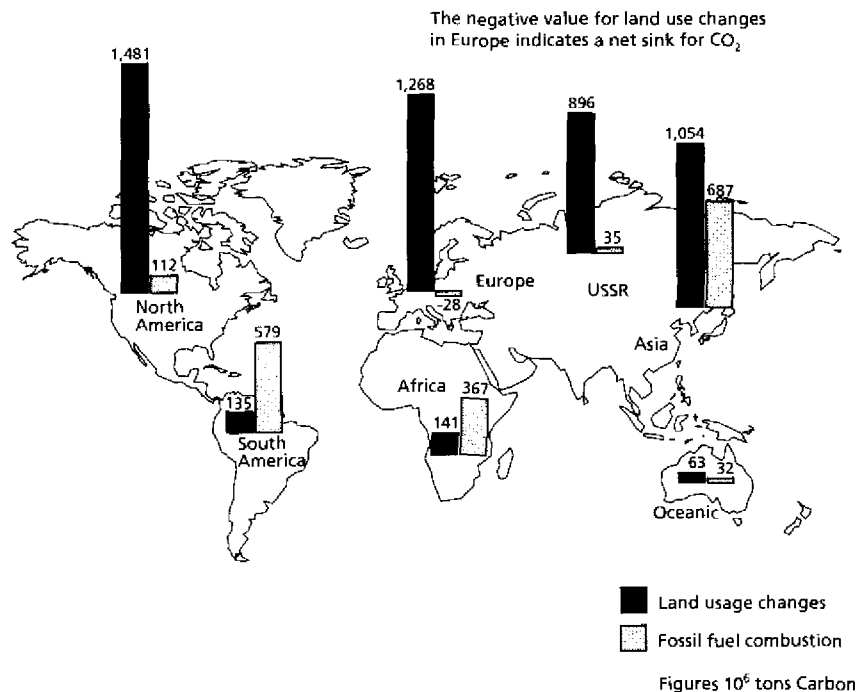 The negative value for land use changes
in Europe indicates a net sink for CO₂
1,481
1,268
896
1,054
687
112
35
North
America
Europe
-28
USSR
579
Asia
Africa
367
135
141
South
America
63
32
Oceanic
Land usage changes
Fossil fuel combustion
Figures 10⁶ tons Carbon